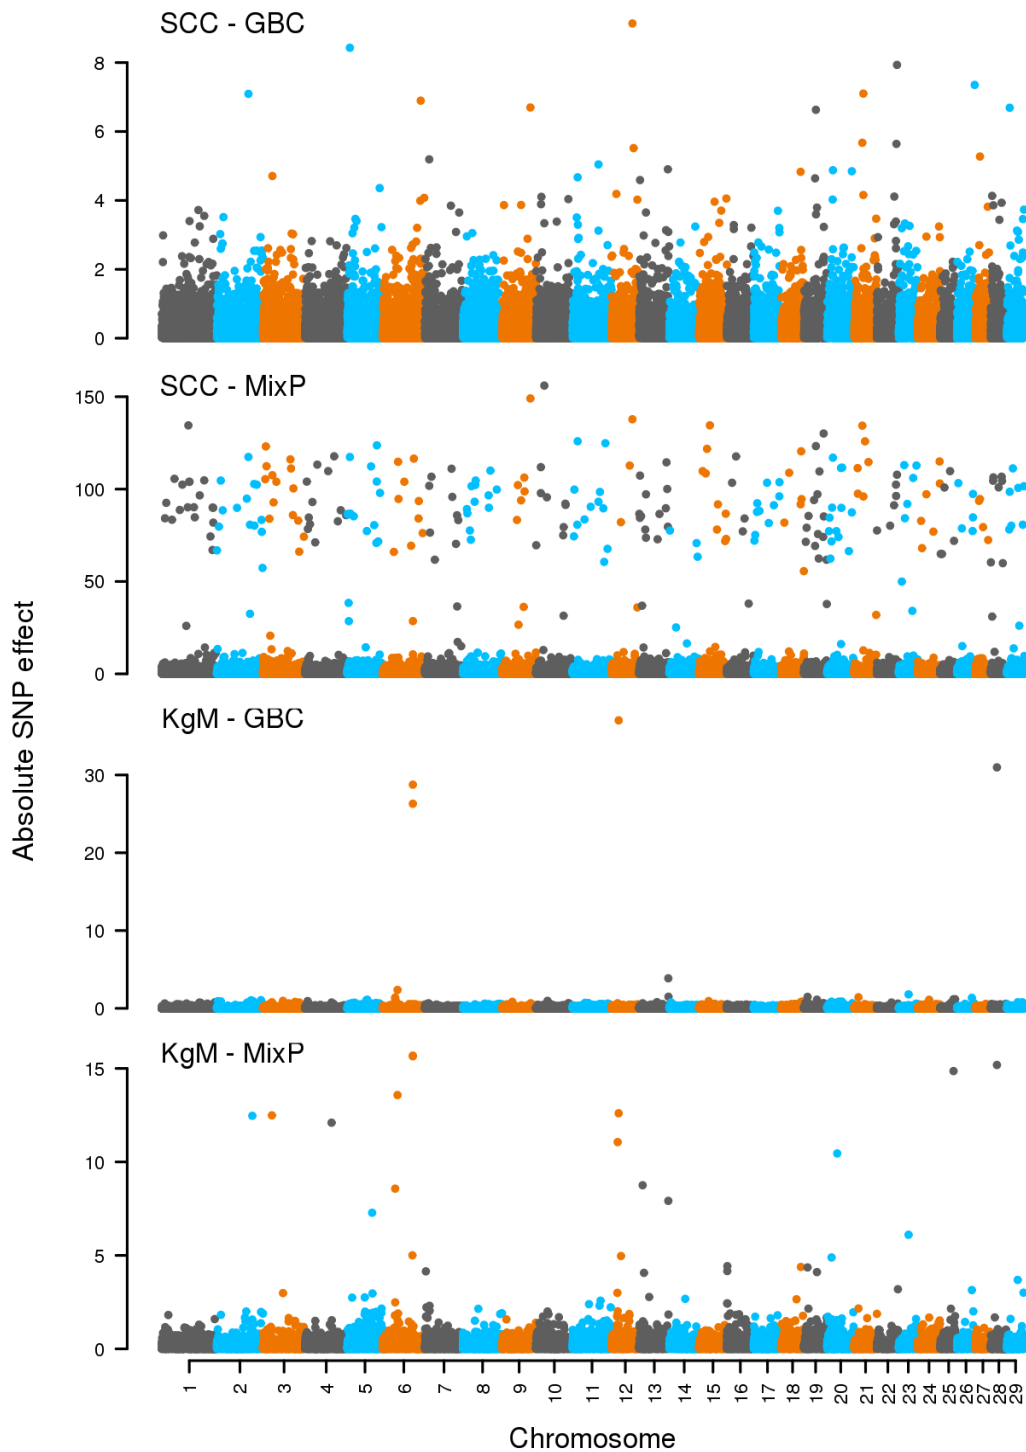 SCC - GBC
8
6
4
2
0
SCC - MixP
150
100
50
0
Absolute SNP effect
KgM - GBC
30
20
10
0
KgM - MixP
15
10
5
0
1 2 3 4 5 6 7 8 9 10 11 12 13 14 15 16 17 18 19 20 21 22 23 24 25 26 27 28 29
Chromosome